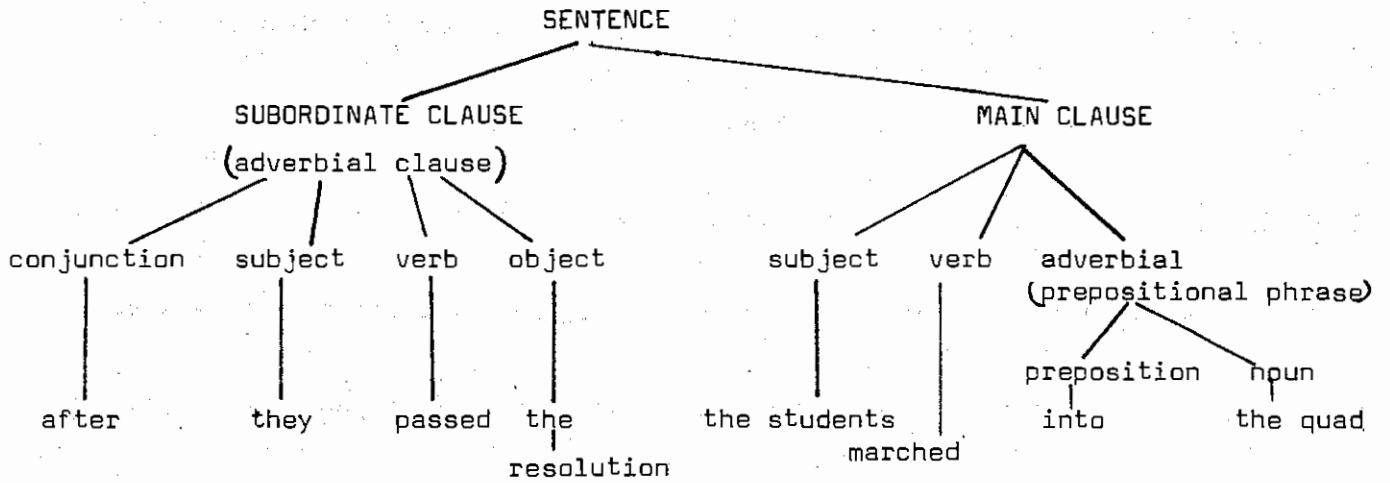 SENTENCE
SUBORDINATE CLAUSE MAIN CLAUSE
(adverbial clause)
conjunction subject verb object subject verb adverbial
(prepositional phrase)
preposition noun
after they passed the the students into the quad
marched
resolution